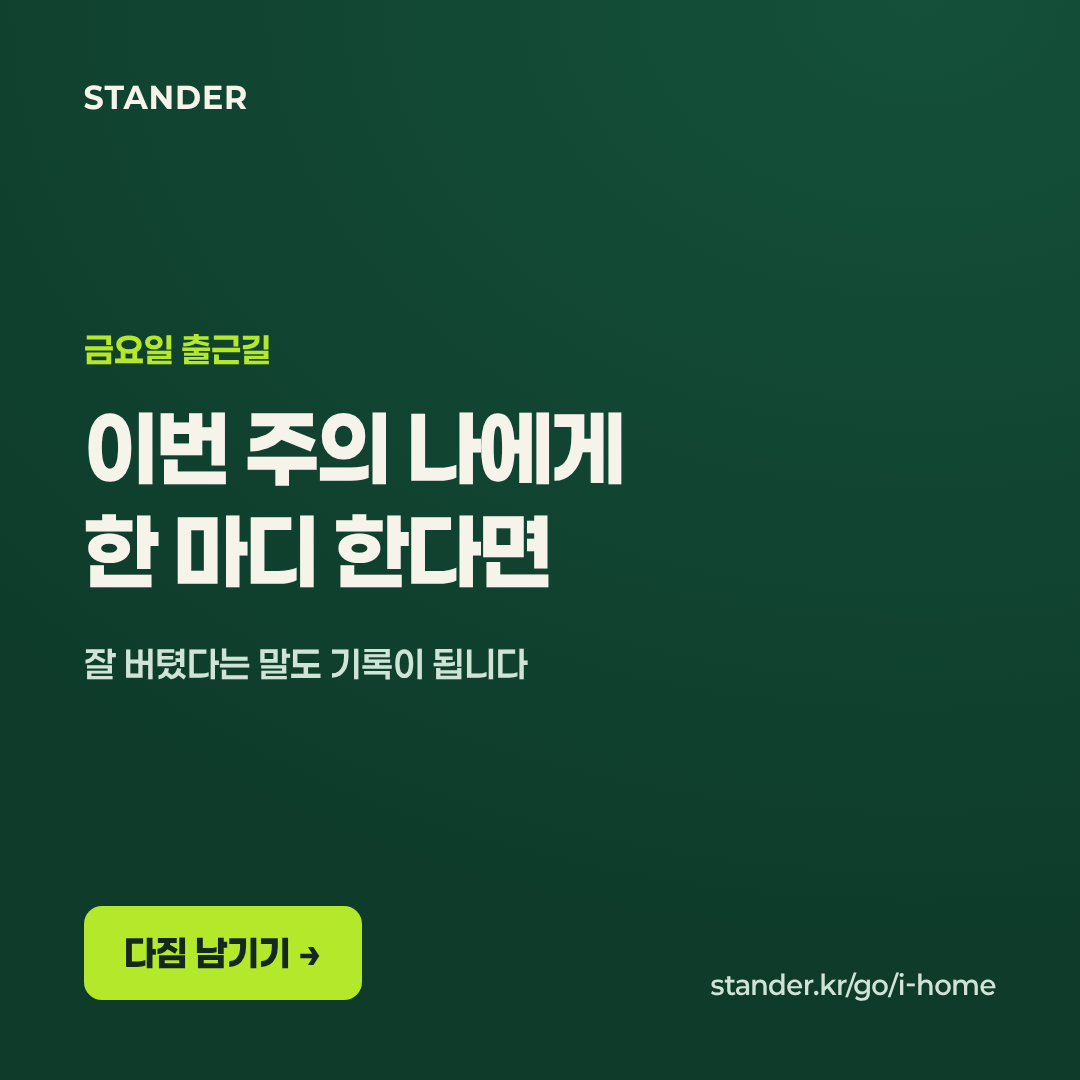 STANDER
금요일 출근길
이번 주의 나에게
한 마디 한다면
잘 버텼다는 말도 기록이 됩니다
다짐 남기기 →
stander.kr/go/i-home